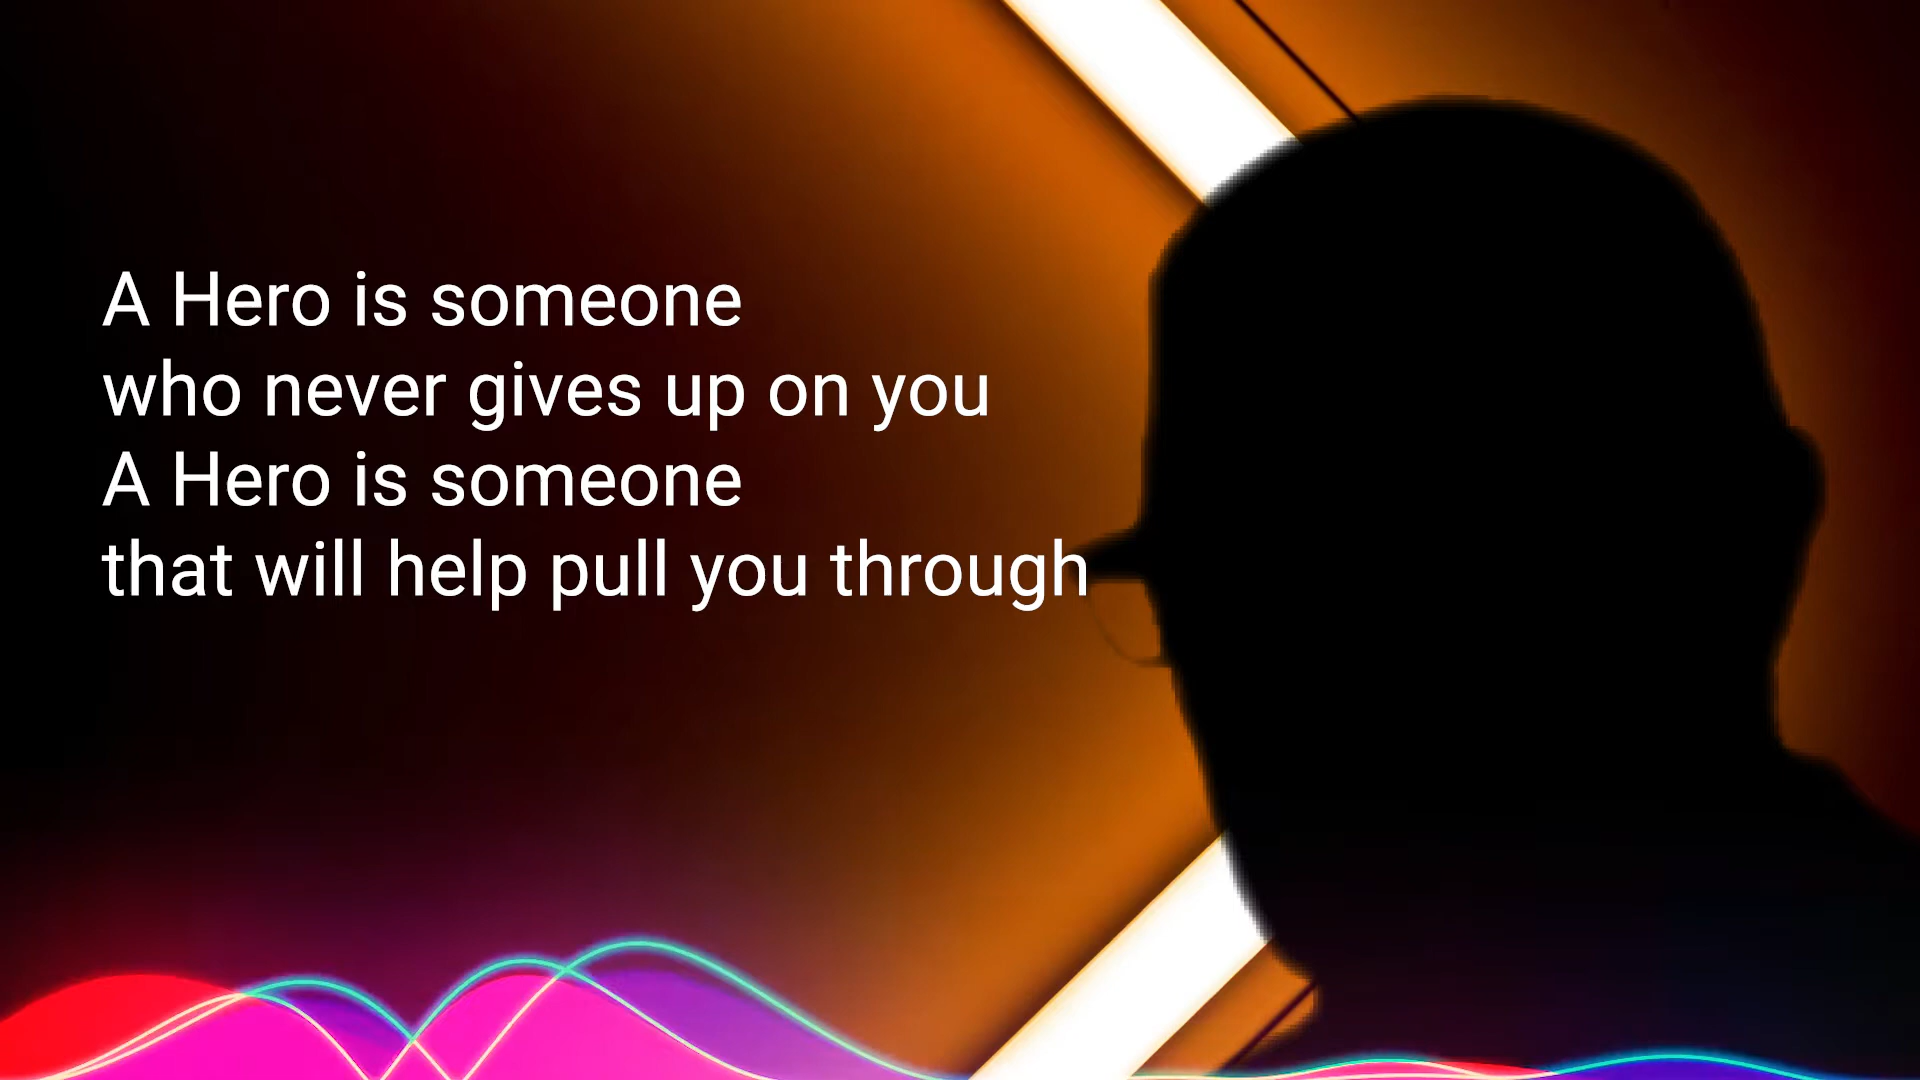 A Hero is someone
who never gives up on you
A Hero is someone
that will help pull you through